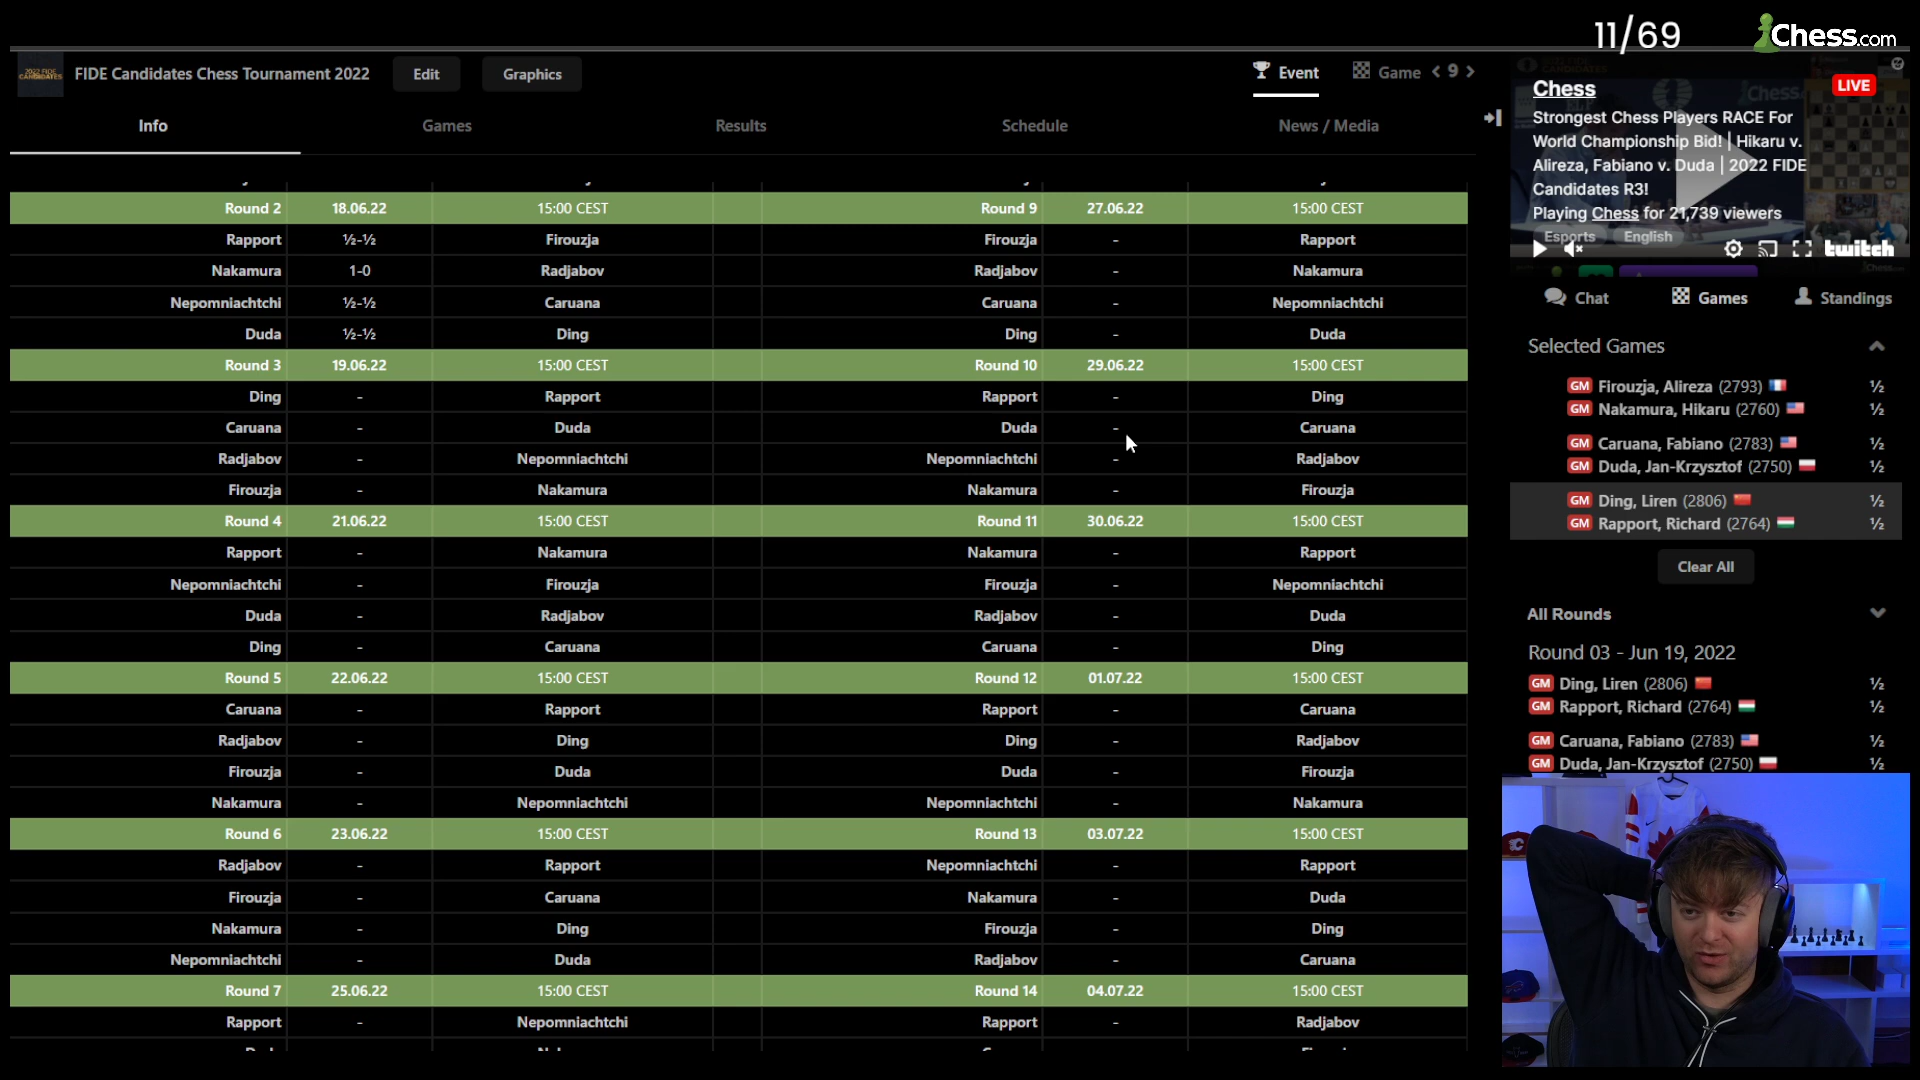 11/69
Chess.com
FIDE Candidates Chess Tournament 2022
Edit
Graphics
Event
Game
9
Info
Games
Results
Schedule
News / Media
Round 2 18.06.22 15:00 CEST Round 9 27.06.22 15:00 CEST
Rapport ½-½ Firouzja Firouzja - Rapport
Nakamura 1-0 Radjabov Radjabov - Nakamura
Nepomniachtchi ½-½ Caruana Caruana - Nepomniachtchi
Duda ½-½ Ding Ding - Duda
Round 3 19.06.22 15:00 CEST Round 10 29.06.22 15:00 CEST
Ding - Rapport Rapport - Ding
Caruana - Duda Duda - Caruana
Radjabov - Nepomniachtchi Nepomniachtchi - Radjabov
Firouzja - Nakamura Nakamura - Firouzja
Round 4 21.06.22 15:00 CEST Round 11 30.06.22 15:00 CEST
Rapport - Nakamura Nakamura - Rapport
Nepomniachtchi - Firouzja Firouzja - Nepomniachtchi
Duda - Radjabov Radjabov - Duda
Ding - Caruana Caruana - Ding
Round 5 22.06.22 15:00 CEST Round 12 01.07.22 15:00 CEST
Caruana - Rapport Rapport - Caruana
Radjabov - Ding Ding - Radjabov
Firouzja - Duda Duda - Firouzja
Nakamura - Nepomniachtchi Nepomniachtchi - Nakamura
Round 6 23.06.22 15:00 CEST Round 13 03.07.22 15:00 CEST
Radjabov - Rapport Nepomniachtchi - Rapport
Firouzja - Caruana Nakamura - Duda
Nakamura - Ding Firouzja - Ding
Nepomniachtchi - Duda Radjabov - Caruana
Round 7 25.06.22 15:00 CEST Round 14 04.07.22 15:00 CEST
Rapport - Nepomniachtchi Rapport - Radjabov
Chess
LIVE
Strongest Chess Players RACE For
World Championship Bid! | Hikaru v.
Alireza, Fabiano v. Duda | 2022 FIDE
Candidates R3!
Playing Chess for 21,739 viewers
Esports English
twitch
Chat
Games
Standings
Selected Games
GM Firouzja, Alireza (2793) ½
GM Nakamura, Hikaru (2760) ½
GM Caruana, Fabiano (2783) ½
GM Duda, Jan-Krzysztof (2750) ½
GM Ding, Liren (2806) ½
GM Rapport, Richard (2764) ½
Clear All
All Rounds
Round 03 - Jun 19, 2022
GM Ding, Liren (2806) ½
GM Rapport, Richard (2764) ½
GM Caruana, Fabiano (2783) ½
GM Duda, Jan-Krzysztof (2750) ½